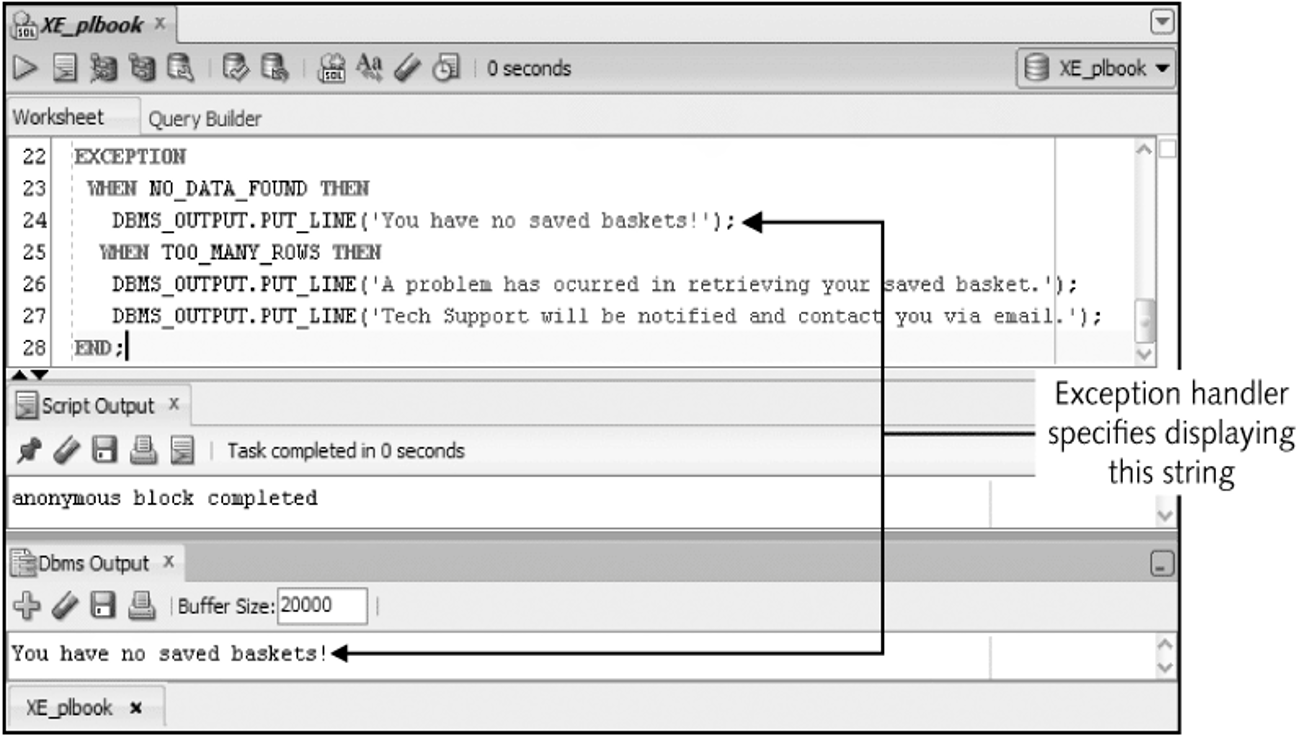 XE_plbook x
0 seconds
XE_plbook
Worksheet
Query Builder
22 EXCEPTION
23 WHEN NO_DATA_FOUND THEN
24 DBMS_OUTPUT.PUT_LINE('You have no saved baskets!');
25 WHEN TOO_MANY_ROWS THEN
26 DBMS_OUTPUT.PUT_LINE('A problem has ocurred in retrieving your saved basket.');
27 DBMS_OUTPUT.PUT_LINE('Tech Support will be notified and contact you via email.');
28 END;
Exception handler
specifies displaying
this string
Script Output x
Task completed in 0 seconds
anonymous block completed
Dbms Output x
Buffer Size: 20000
You have no saved baskets!
XE_plbook x